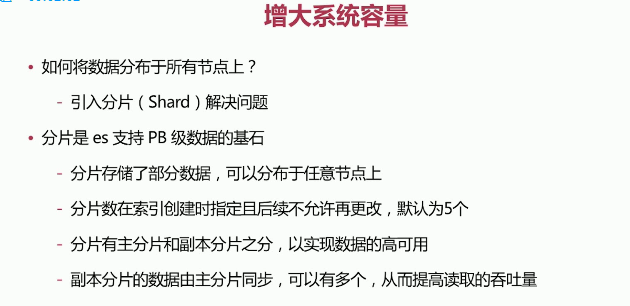 增大系统容量
• 如何将数据分布于所有节点上？
- 引入分片（Shard）解决问题
• 分片是 es 支持 PB 级数据的基石
- 分片存储了部分数据，可以分布于任意节点上
- 分片数在索引创建时指定且后续不允许再更改，默认为5个
- 分片有主分片和副本分片之分，以实现数据的高可用
- 副本分片的数据由主分片同步，可以有多个，从而提高读取的吞吐量